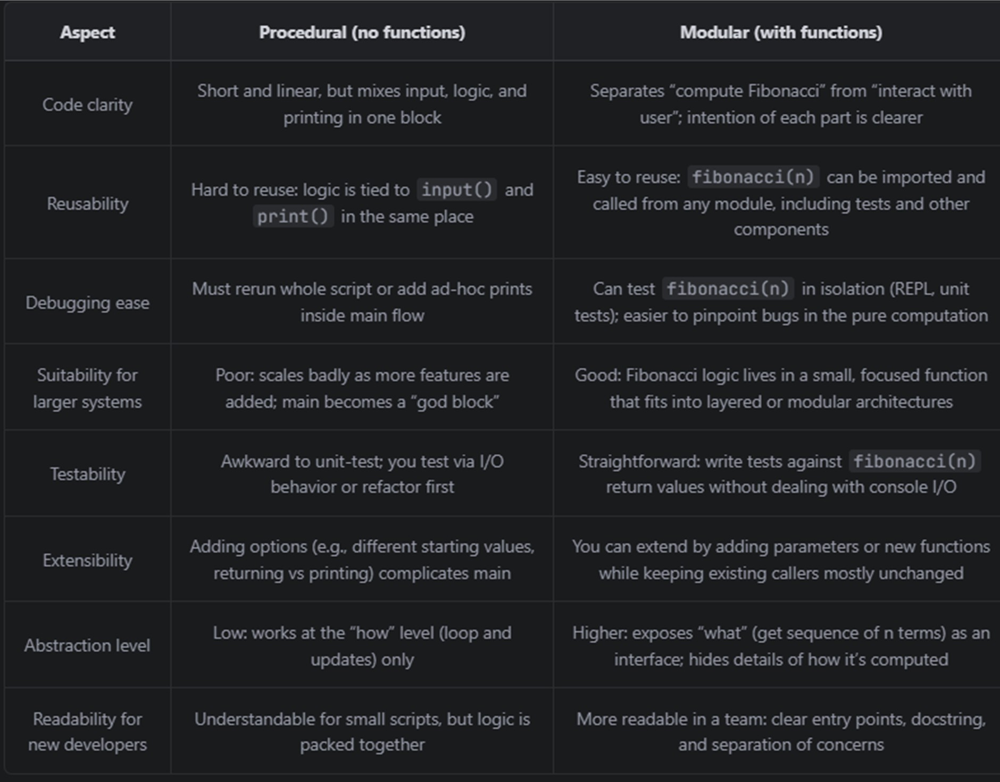 Aspect
Procedural (no functions)
Modular (with functions)
Code clarity
Short and linear, but mixes input, logic, and
printing in one block
Separates “compute Fibonacci” from “interact with
user”; intention of each part is clearer
Reusability
Hard to reuse: logic is tied to input() and
print() in the same place
Easy to reuse: fibonacci(n) can be imported and
called from any module, including tests and other
components
Debugging ease
Must rerun whole script or add ad-hoc prints
inside main flow
Can test fibonacci(n) in isolation (REPL, unit
tests); easier to pinpoint bugs in the pure computation
Suitability for
larger systems
Poor: scales badly as more features are
added; main becomes a “god block”
Good: Fibonacci logic lives in a small, focused function
that fits into layered or modular architectures
Testability
Awkward to unit-test; you test via I/O
behavior or refactor first
Straightforward: write tests against fibonacci(n)
return values without dealing with console I/O
Extensibility
Adding options (e.g., different starting values,
returning vs printing) complicates main
You can extend by adding parameters or new functions
while keeping existing callers mostly unchanged
Abstraction level
Low: works at the “how” level (loop and
updates) only
Higher: exposes “what” (get sequence of n terms) as an
interface; hides details of how it’s computed
Readability for
new developers
Understandable for small scripts, but logic is
packed together
More readable in a team: clear entry points, docstring,
and separation of concerns